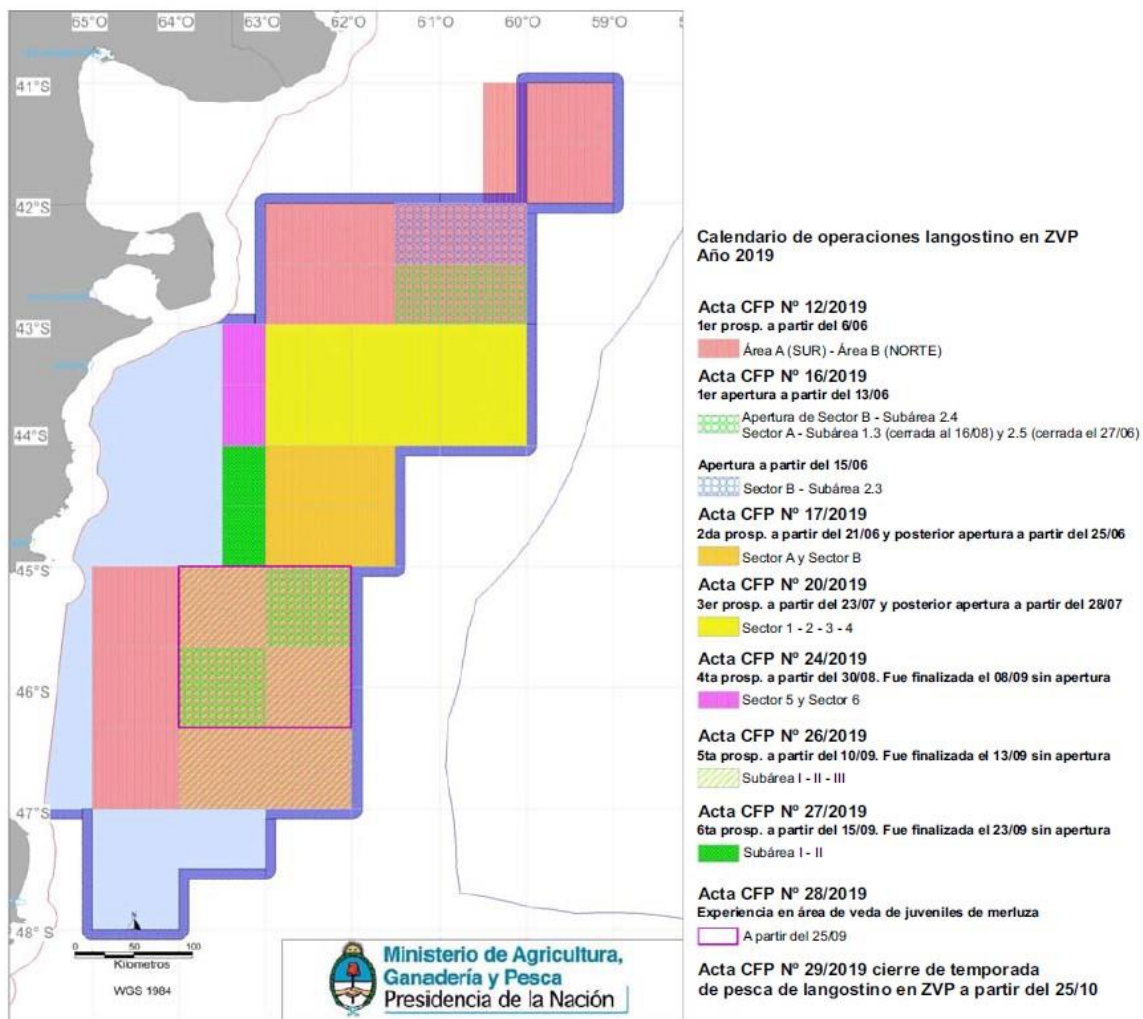 65°O 64°O 63°O 62°O 61°O 60°O 59°O
41°S
42°S
43°S
44°S
45°S
46°S
47°S
48°S
N
0 50 100
Kilometros
WGS 1984
Ministerio de Agricultura,
Ganadería y Pesca
Presidencia de la Nación
Calendario de operaciones langostino en ZVP
Año 2019
Acta CFP Nº 12/2019
1er prosp. a partir del 6/06
Área A (SUR) - Área B (NORTE)
Acta CFP Nº 16/2019
1er apertura a partir del 13/06
Apertura de Sector B - Subárea 2.4
Sector A - Subárea 1.3 (cerrada al 16/08) y 2.5 (cerrada el 27/06)
Apertura a partir del 15/06
Sector B - Subárea 2.3
Acta CFP Nº 17/2019
2da prosp. a partir del 21/06 y posterior apertura a partir del 25/06
Sector A y Sector B
Acta CFP Nº 20/2019
3er prosp. a partir del 23/07 y posterior apertura a partir del 28/07
Sector 1 - 2 - 3 - 4
Acta CFP Nº 24/2019
4ta prosp. a partir del 30/08. Fue finalizada el 08/09 sin apertura
Sector 5 y Sector 6
Acta CFP Nº 26/2019
5ta prosp. a partir del 10/09. Fue finalizada el 13/09 sin apertura
Subárea I - II - III
Acta CFP Nº 27/2019
6ta prosp. a partir del 15/09. Fue finalizada el 23/09 sin apertura
Subárea I - II
Acta CFP Nº 28/2019
Experiencia en área de veda de juveniles de merluza
A partir del 25/09
Acta CFP Nº 29/2019 cierre de temporada
de pesca de langostino en ZVP a partir del 25/10